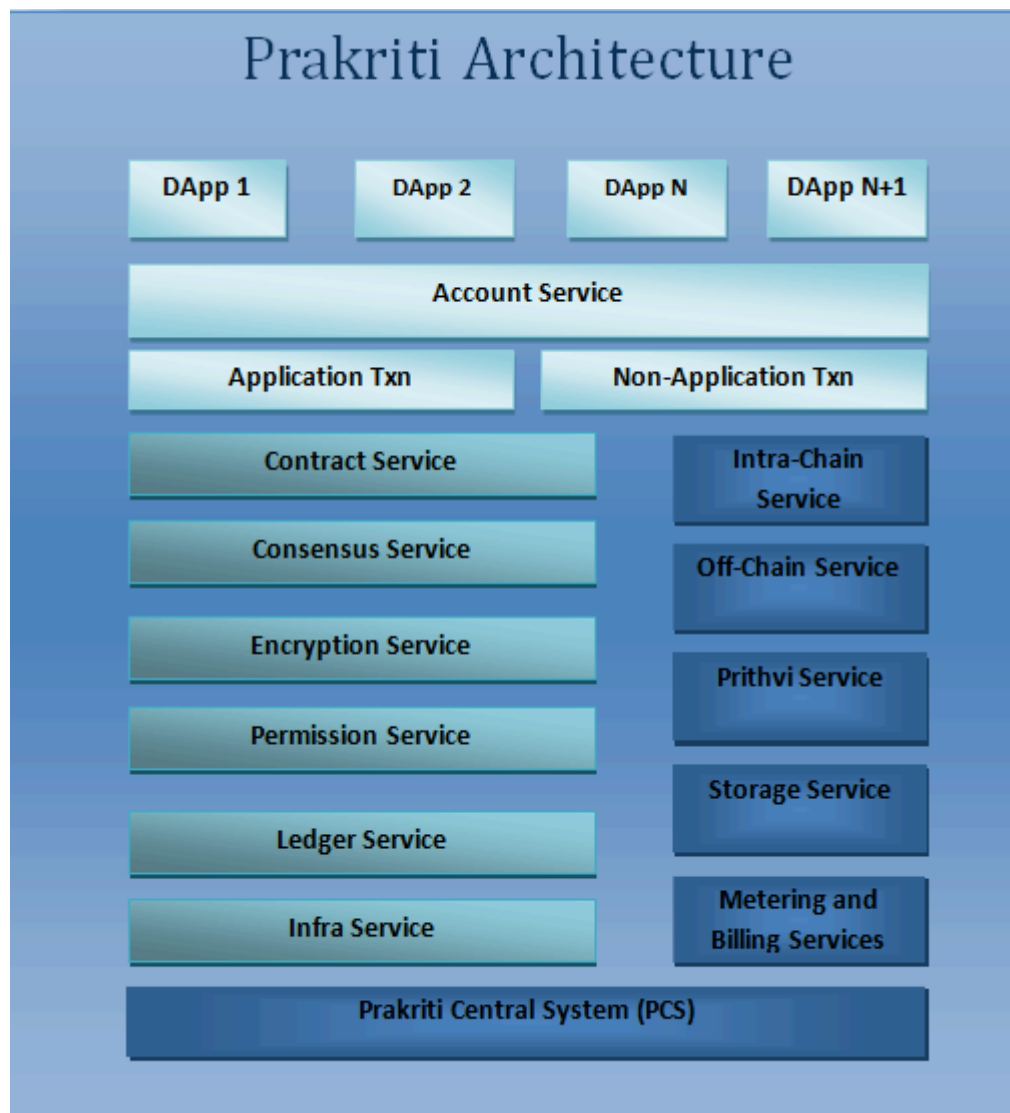 Prakriti Architecture
DApp 1
DApp 2
DApp N
DApp N+1
Account Service
Application Txn
Non-Application Txn
Contract Service
Consensus Service
Encryption Service
Permission Service
Ledger Service
Infra Service
Intra-Chain
Service
Off-Chain Service
Prithvi Service
Storage Service
Metering and
Billing Services
Prakriti Central System (PCS)